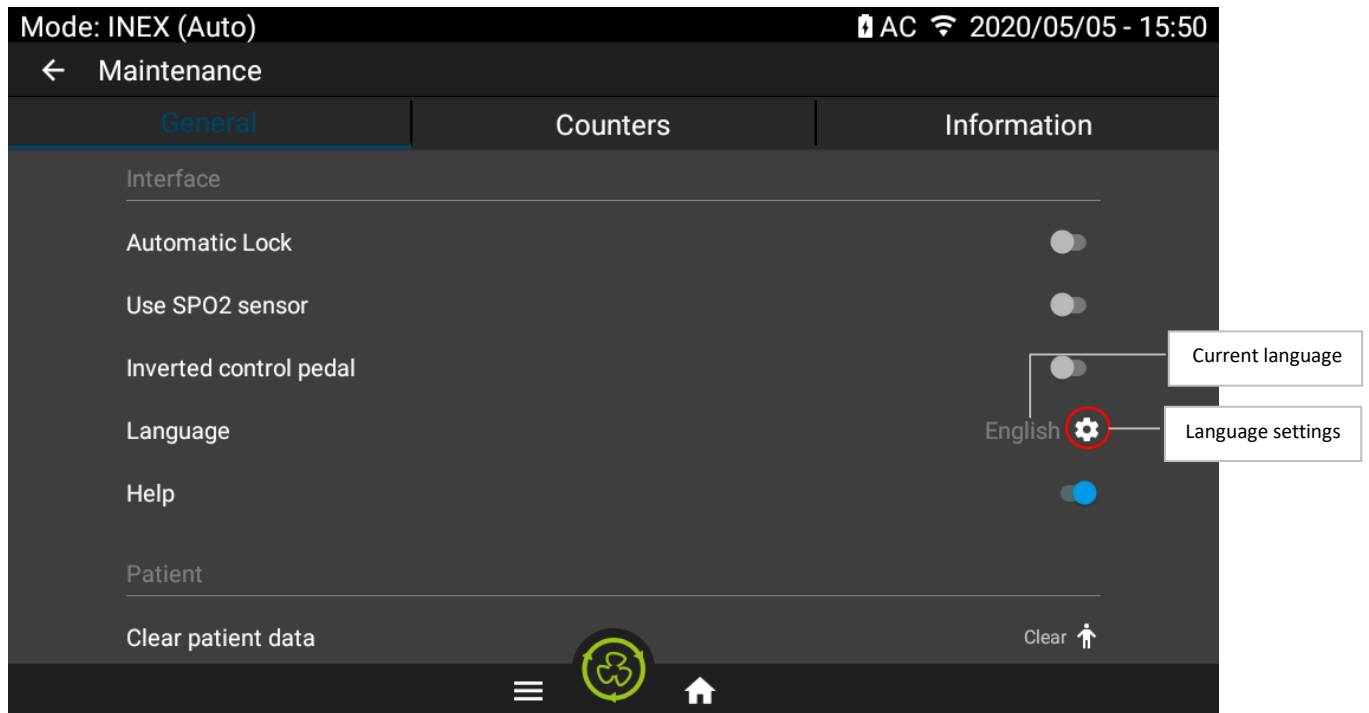 Mode: INEX (Auto) AC 2020/05/05 - 15:50
Maintenance
General Counters Information
Interface
Automatic Lock
Use SPO2 sensor
Inverted control pedal
Current language
Language English
Language settings
Help
Patient
Clear patient data Clear